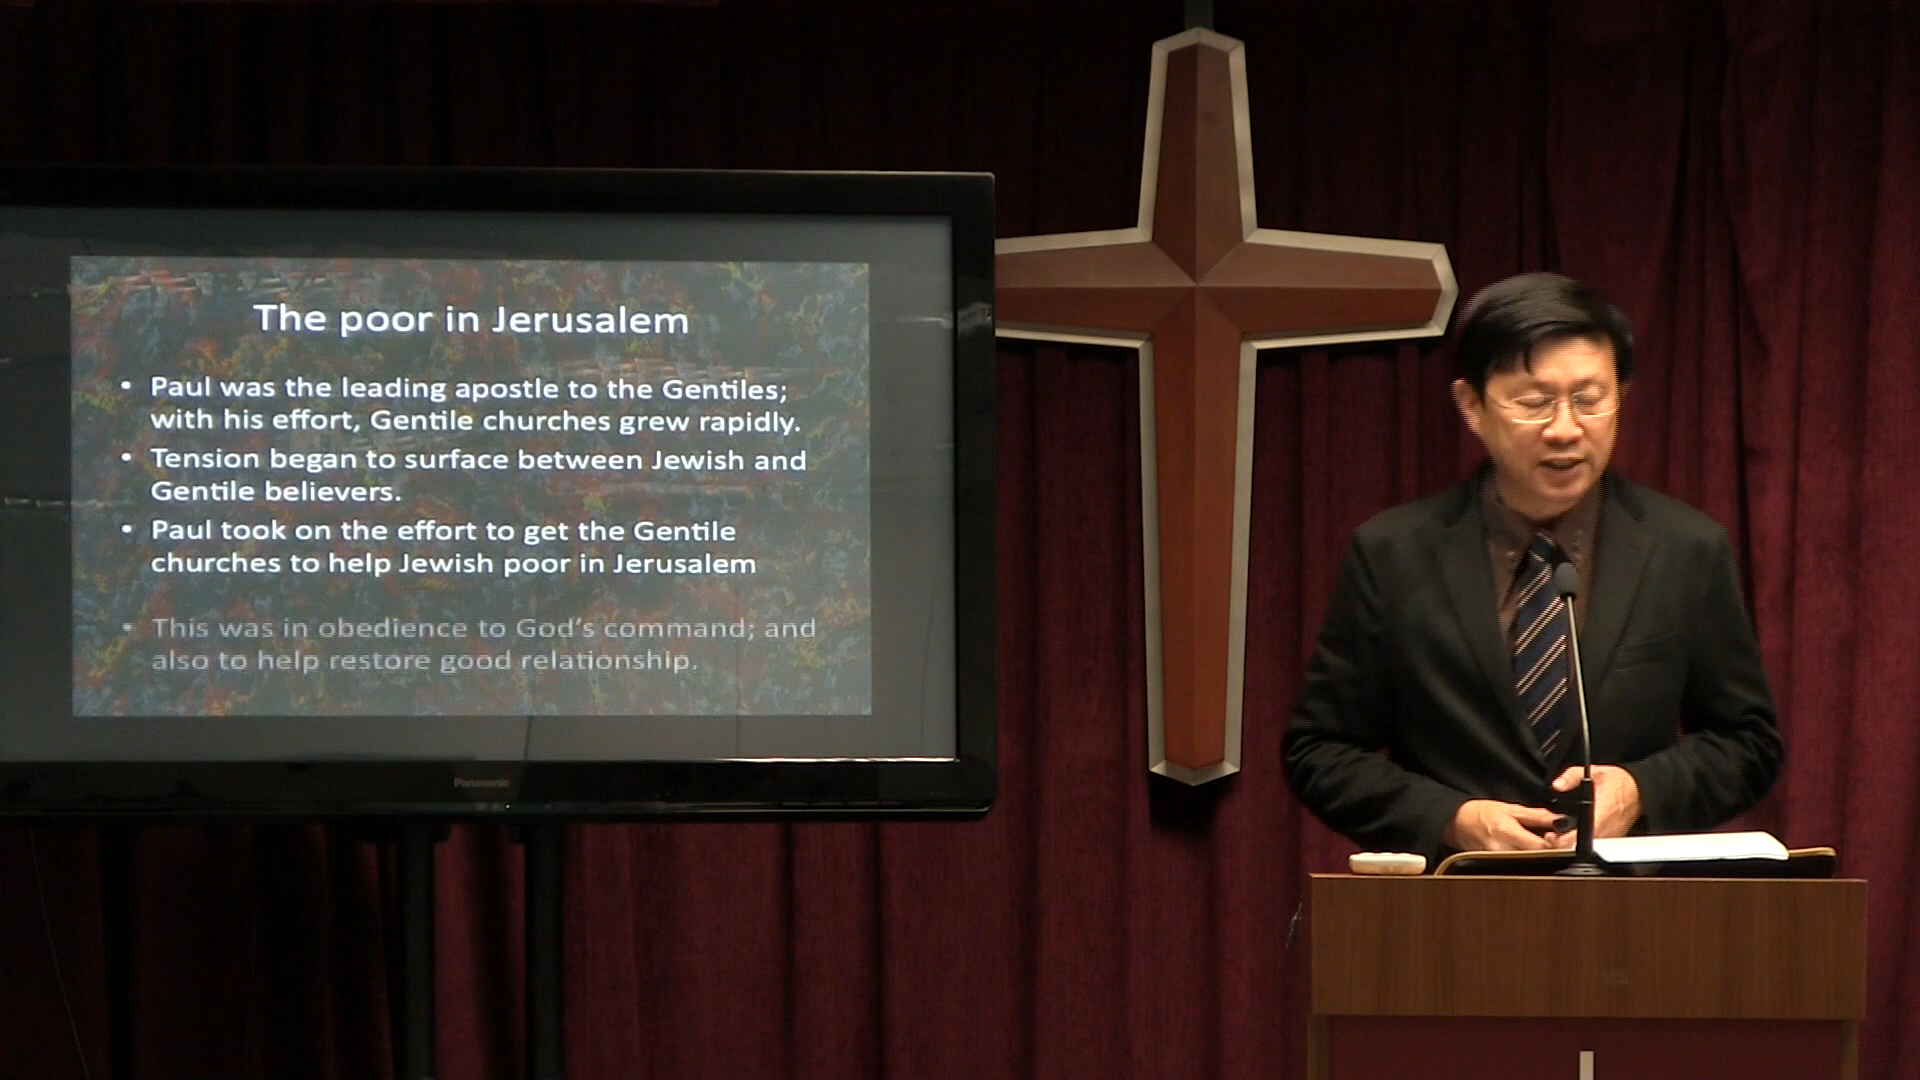 The poor in Jerusalem
• Paul was the leading apostle to the Gentiles;
with his effort, Gentile churches grew rapidly.
• Tension began to surface between Jewish and
Gentile believers.
• Paul took on the effort to get the Gentile
churches to help Jewish poor in Jerusalem
• This was in obedience to God's command; and
also to help restore good relationship.
Panasonic